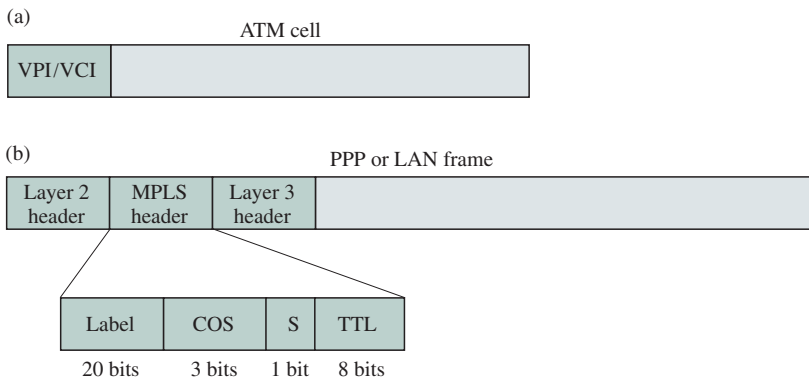 (a)
ATM cell
VPI/VCI
(b)
PPP or LAN frame
Layer 2
header
MPLS
header
Layer 3
header
Label
COS
S
TTL
20 bits
3 bits
1 bit
8 bits